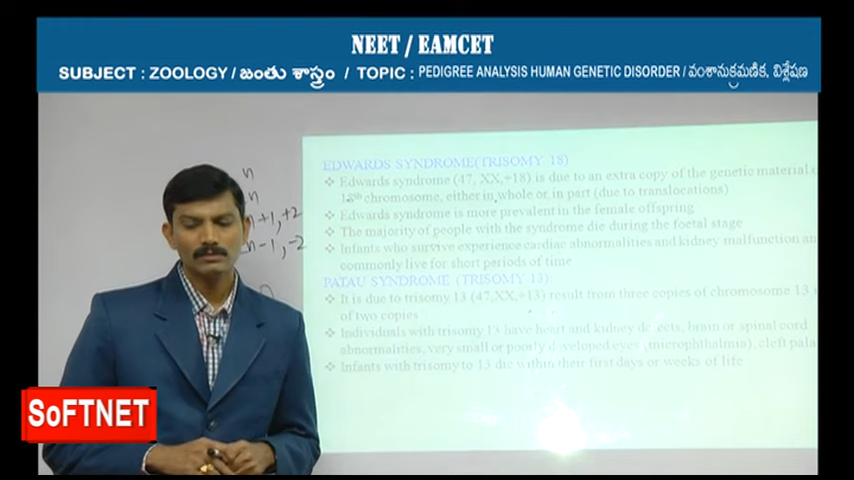 NEET / EAMCET
SUBJECT : ZOOLOGY / జంతు శాస్త్రం / TOPIC : PEDIGREE ANALYSIS HUMAN GENETIC DISORDER / వంశానుక్రమణిక, విశ్లేషణ
n
n
n+1,+2
n-1,-2
EDWARDS SYNDROME(TRISOMY 18)
❖ Edwards syndrome (47, XX,+18) is due to an extra copy of the genetic material
18th chromosome, either in whole or in part (due to translocations)
❖ Edwards syndrome is more prevalent in the female offspring
❖ The majority of people with the syndrome die during the foetal stage
❖ Infants who survive experience cardiac abnormalities and kidney malfunction an
commonly live for short periods of time
PATAU SYNDROME (TRISOMY 13)
❖ It is due to trisomy 13 (47,XX,+13) result from three copies of chromosome 13
of two copies
❖ Individuals with trisomy 13 have heart and kidney defects, brain or spinal cord
abnormalities, very small or poorly developed eyes (microphthalmia), cleft pala
❖ Infants with trisomy to 13 die within their first days or weeks of life
SoFTNET